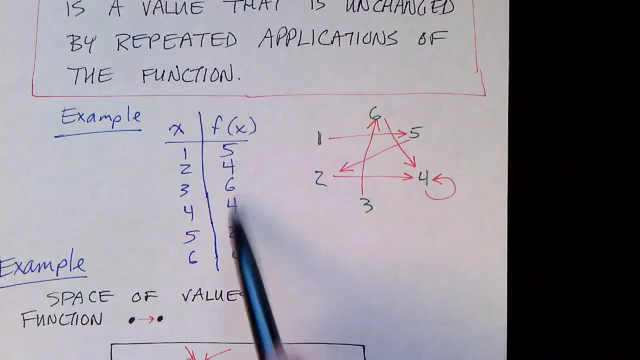 IS A VALUE THAT IS UNCHANGED
BY REPEATED APPLICATIONS OF
THE FUNCTION.
Example
x f(x)
1 5
2 4
3 6
4 4
5
6
6
1 5
2 4
3
Example
SPACE OF VALUES
FUNCTION